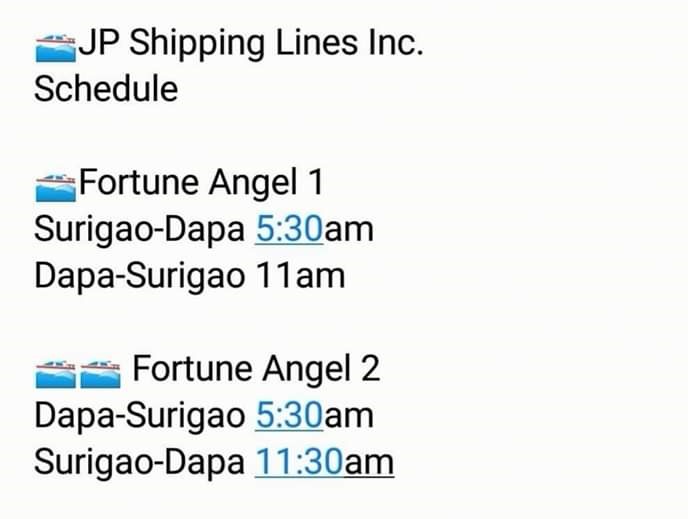 🚤JP Shipping Lines Inc.
Schedule
🚤Fortune Angel 1
Surigao-Dapa 5:30am
Dapa-Surigao 11am
🚤🚤 Fortune Angel 2
Dapa-Surigao 5:30am
Surigao-Dapa 11:30am